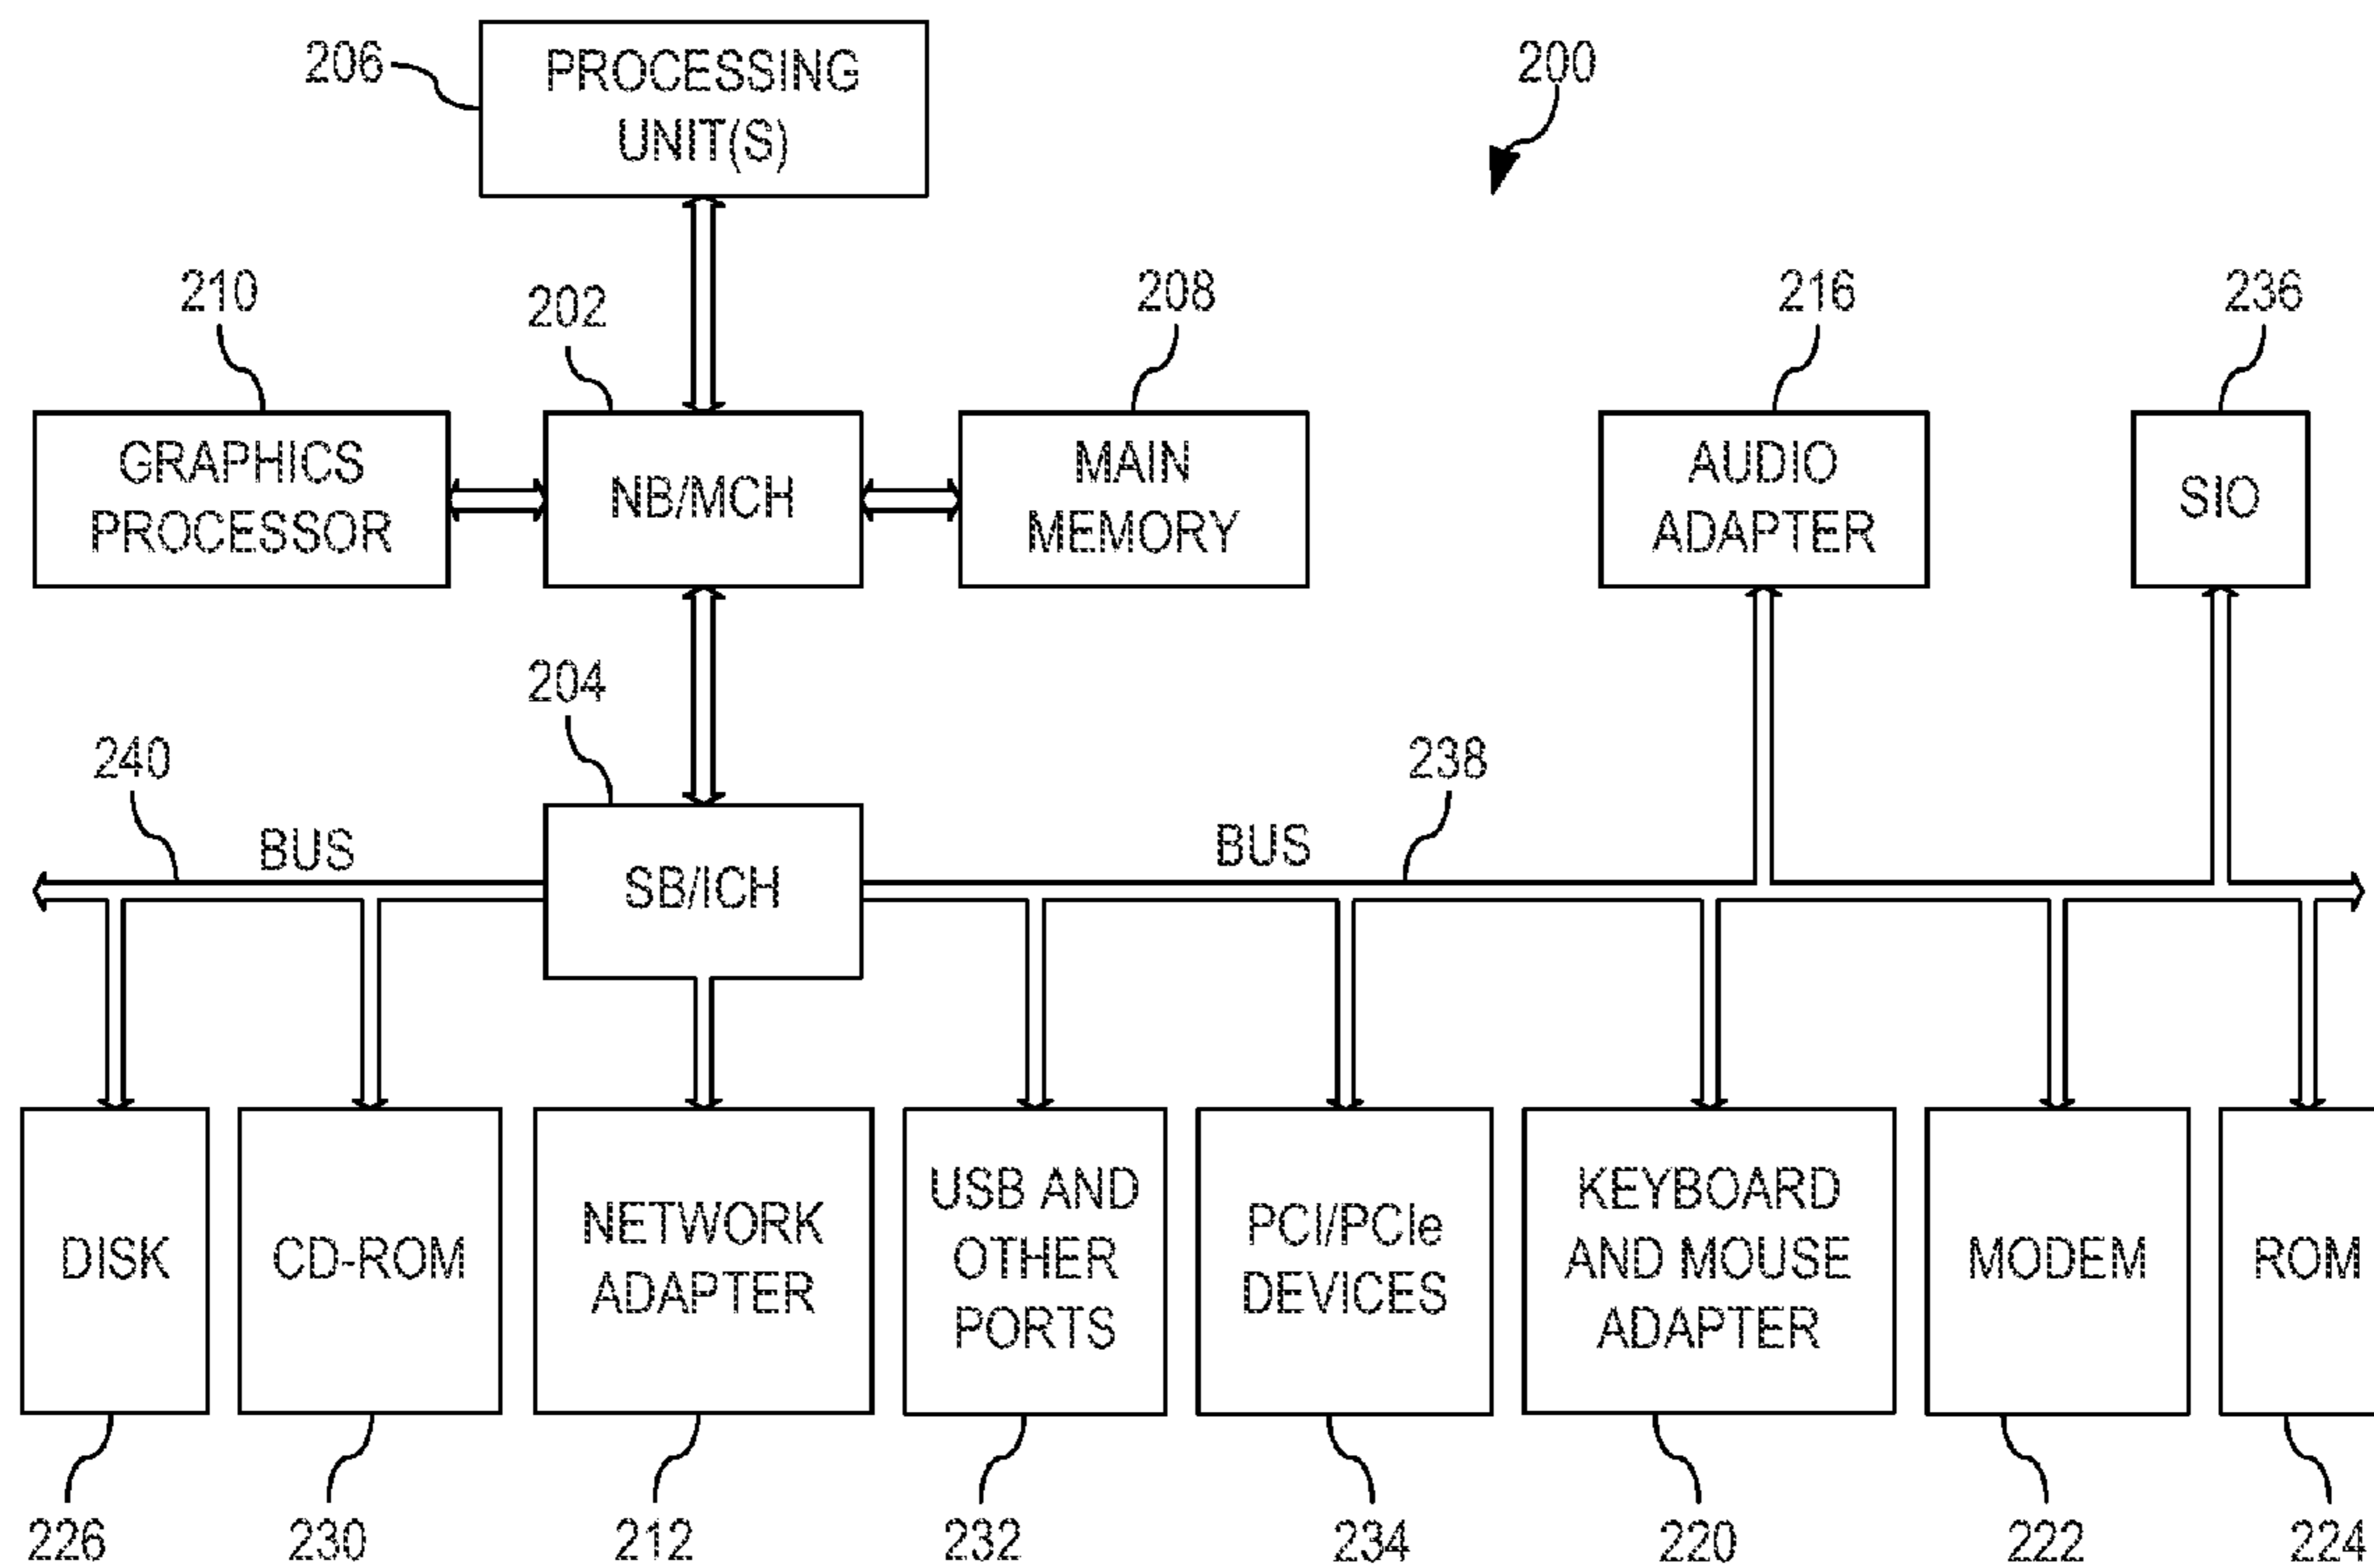 206
PROCESSING
UNIT(S)
200
210
202
208
216
236
GRAPHICS
PROCESSOR
NB/MCH
MAIN
MEMORY
AUDIO
ADAPTER
SIO
204
240
238
BUS
BUS
SB/ICH
DISK
CD-ROM
NETWORK
ADAPTER
USB AND
OTHER
PORTS
PCI/PCIe
DEVICES
KEYBOARD
AND MOUSE
ADAPTER
MODEM
ROM
226
230
212
232
234
220
222
224